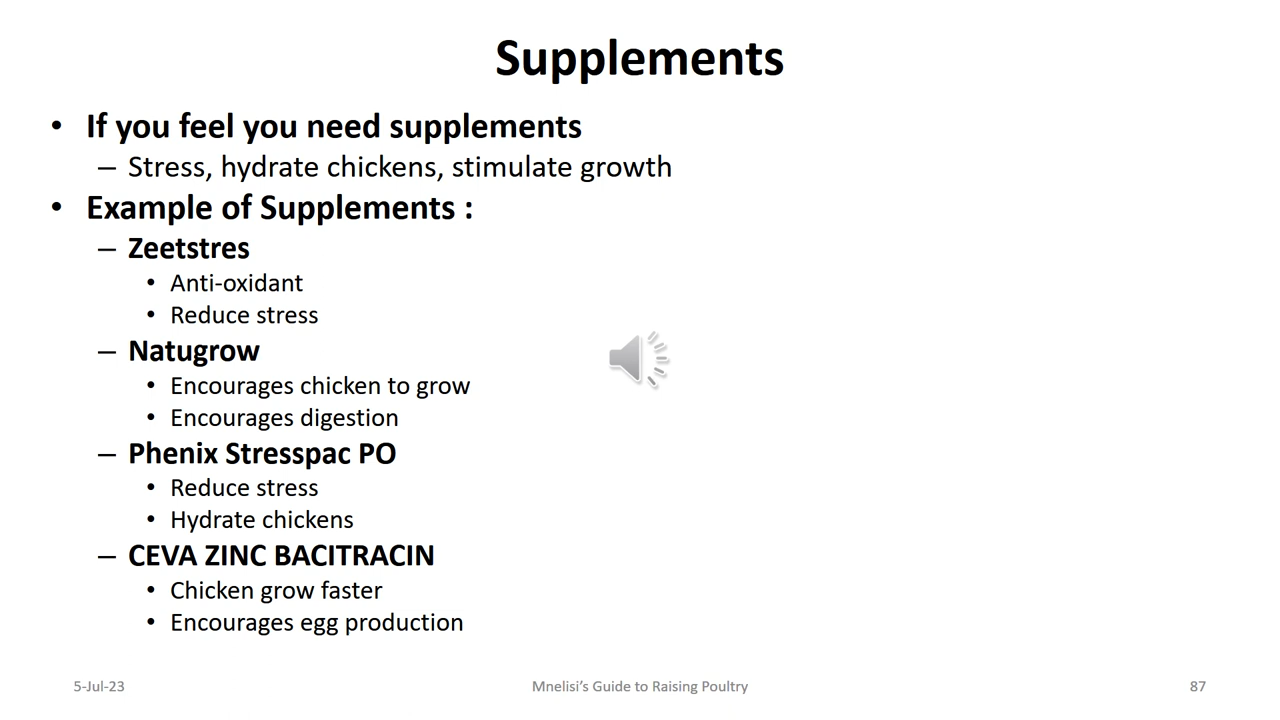 Supplements
• If you feel you need supplements
– Stress, hydrate chickens, stimulate growth
• Example of Supplements :
– Zeetstres
• Anti-oxidant
• Reduce stress
– Natugrow
• Encourages chicken to grow
• Encourages digestion
– Phenix Stresspac PO
• Reduce stress
• Hydrate chickens
– CEVA ZINC BACITRACIN
• Chicken grow faster
• Encourages egg production
5-Jul-23
Mnelisi’s Guide to Raising Poultry
87